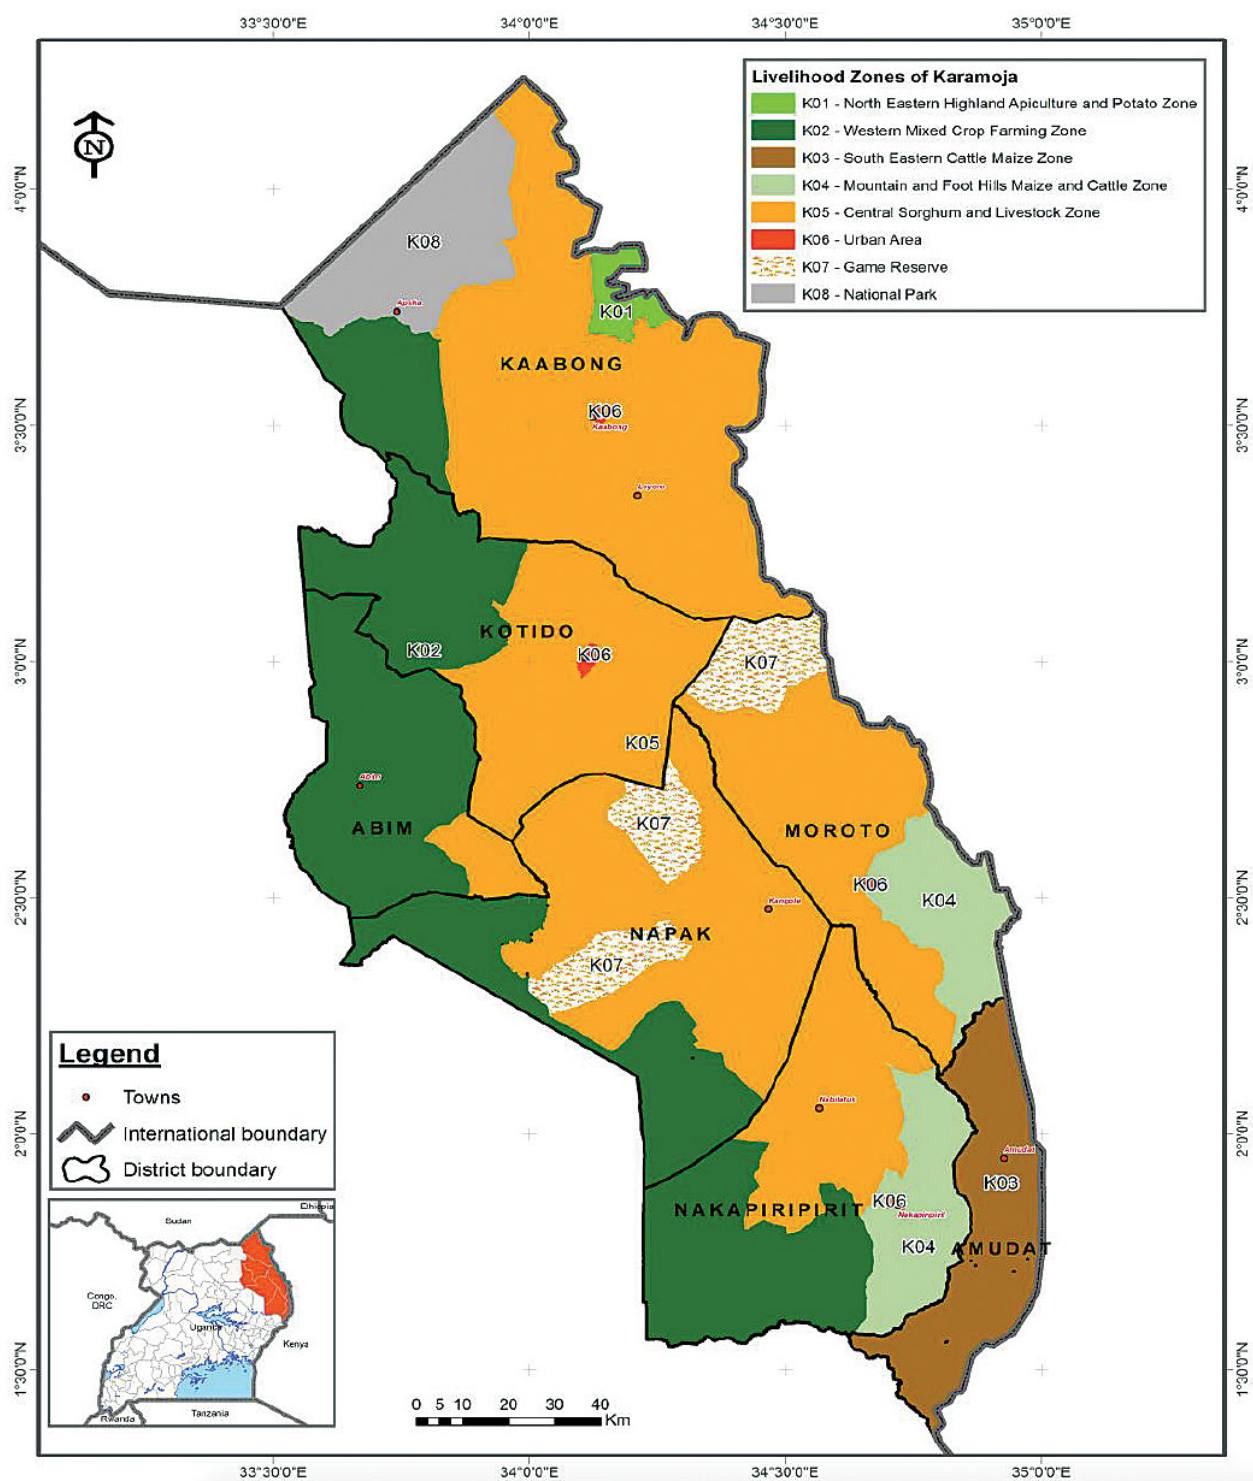 33°30'0"E 34°0'0"E 34°30'0"E 35°0'0"E
Livelihood Zones of Karamoja
K01 - North Eastern Highland Apiculture and Potato Zone
K02 - Western Mixed Crop Farming Zone
K03 - South Eastern Cattle Maize Zone
K04 - Mountain and Foot Hills Maize and Cattle Zone
K05 - Central Sorghum and Livestock Zone
K06 - Urban Area
K07 - Game Reserve
K08 - National Park
N
4°0'0"N
4°0'0"N
K08
K01
KAABONG
K06
Kaabong
3°30'0"N
3°30'0"N
KOTIDO
K02
K06
K07
3°0'0"N
3°0'0"N
K05
Abim
ABIM
K07
MOROTO
K06
K04
2°30'0"N
2°30'0"N
Kangole
NAPAK
K07
Legend
Towns
International boundary
District boundary
Nabilatuk
2°0'0"N
2°0'0"N
Amudat
K03
K06
NAKAPIRIPIRIT
Nakapiripirit
K04
AMUDAT
Ethiopia
Sudan
Congo,
DRC
Uganda
Kenya
Rwanda
Tanzania
1°30'0"N
1°30'0"N
0 5 10 20 30 40
Km
33°30'0"E 34°0'0"E 34°30'0"E 35°0'0"E